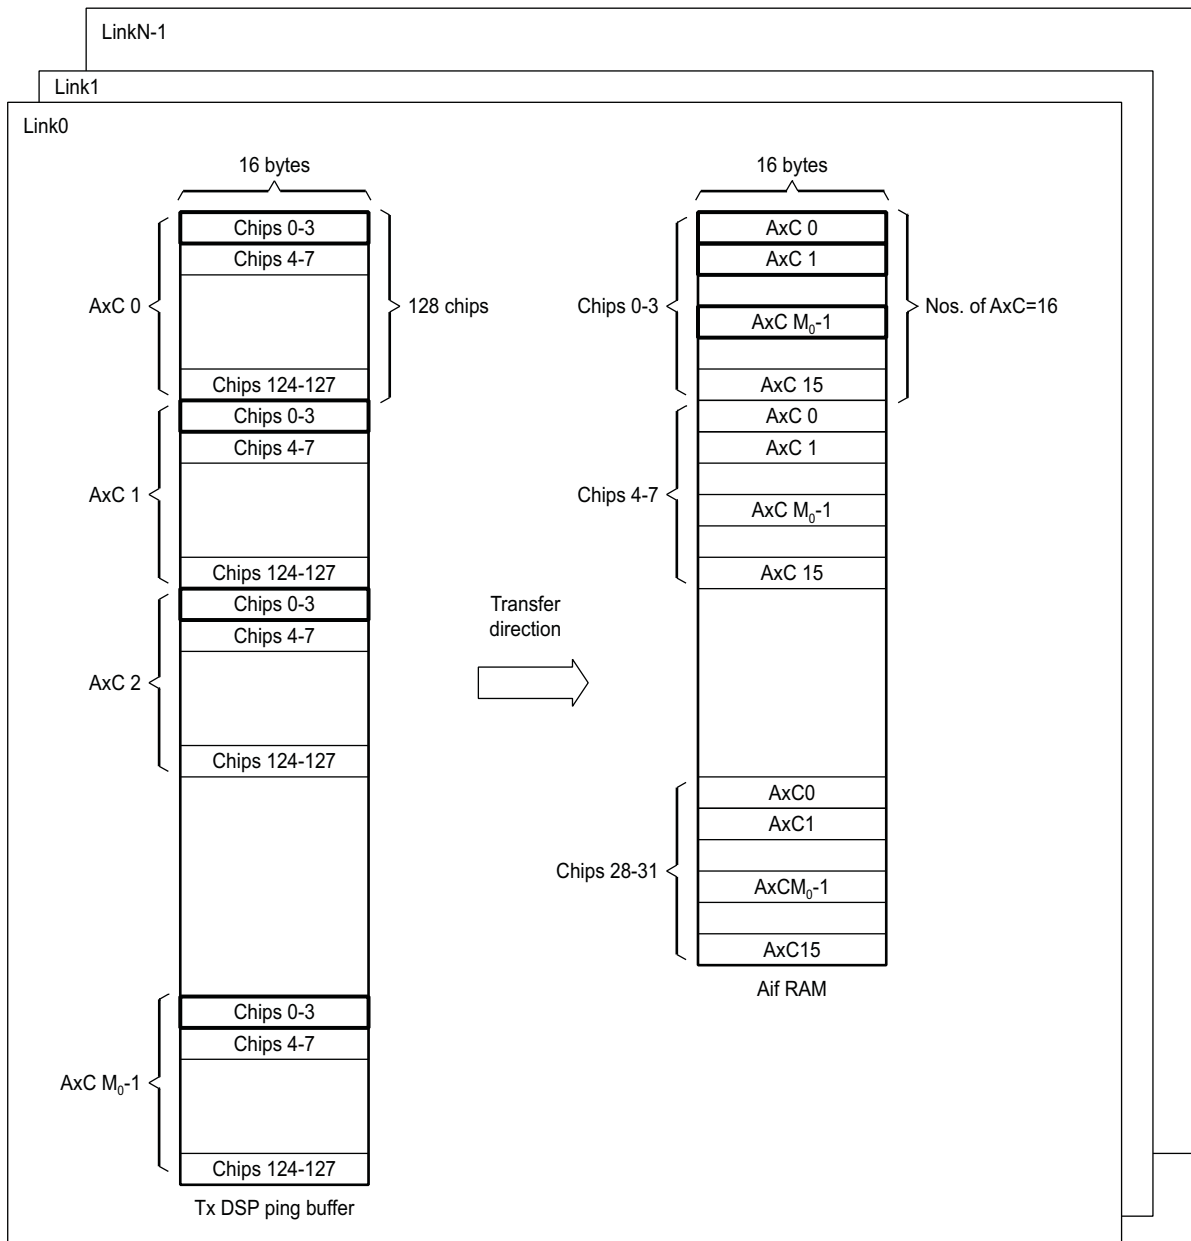 LinkN-1
Link1
Link0
16 bytes
Chips 0-3
Chips 4-7
Chips 124-127
AxC 0
128 chips
Chips 0-3
Chips 4-7
Chips 124-127
AxC 1
Chips 0-3
Chips 4-7
Chips 124-127
AxC 2
Chips 0-3
Chips 4-7
Chips 124-127
AxC M₀-1
Tx DSP ping buffer
Transfer
direction
16 bytes
AxC 0
AxC 1
AxC M₀-1
AxC 15
Chips 0-3
Nos. of AxC=16
AxC 0
AxC 1
AxC M₀-1
AxC 15
Chips 4-7
AxC0
AxC1
AxCM₀-1
AxC15
Chips 28-31
Aif RAM